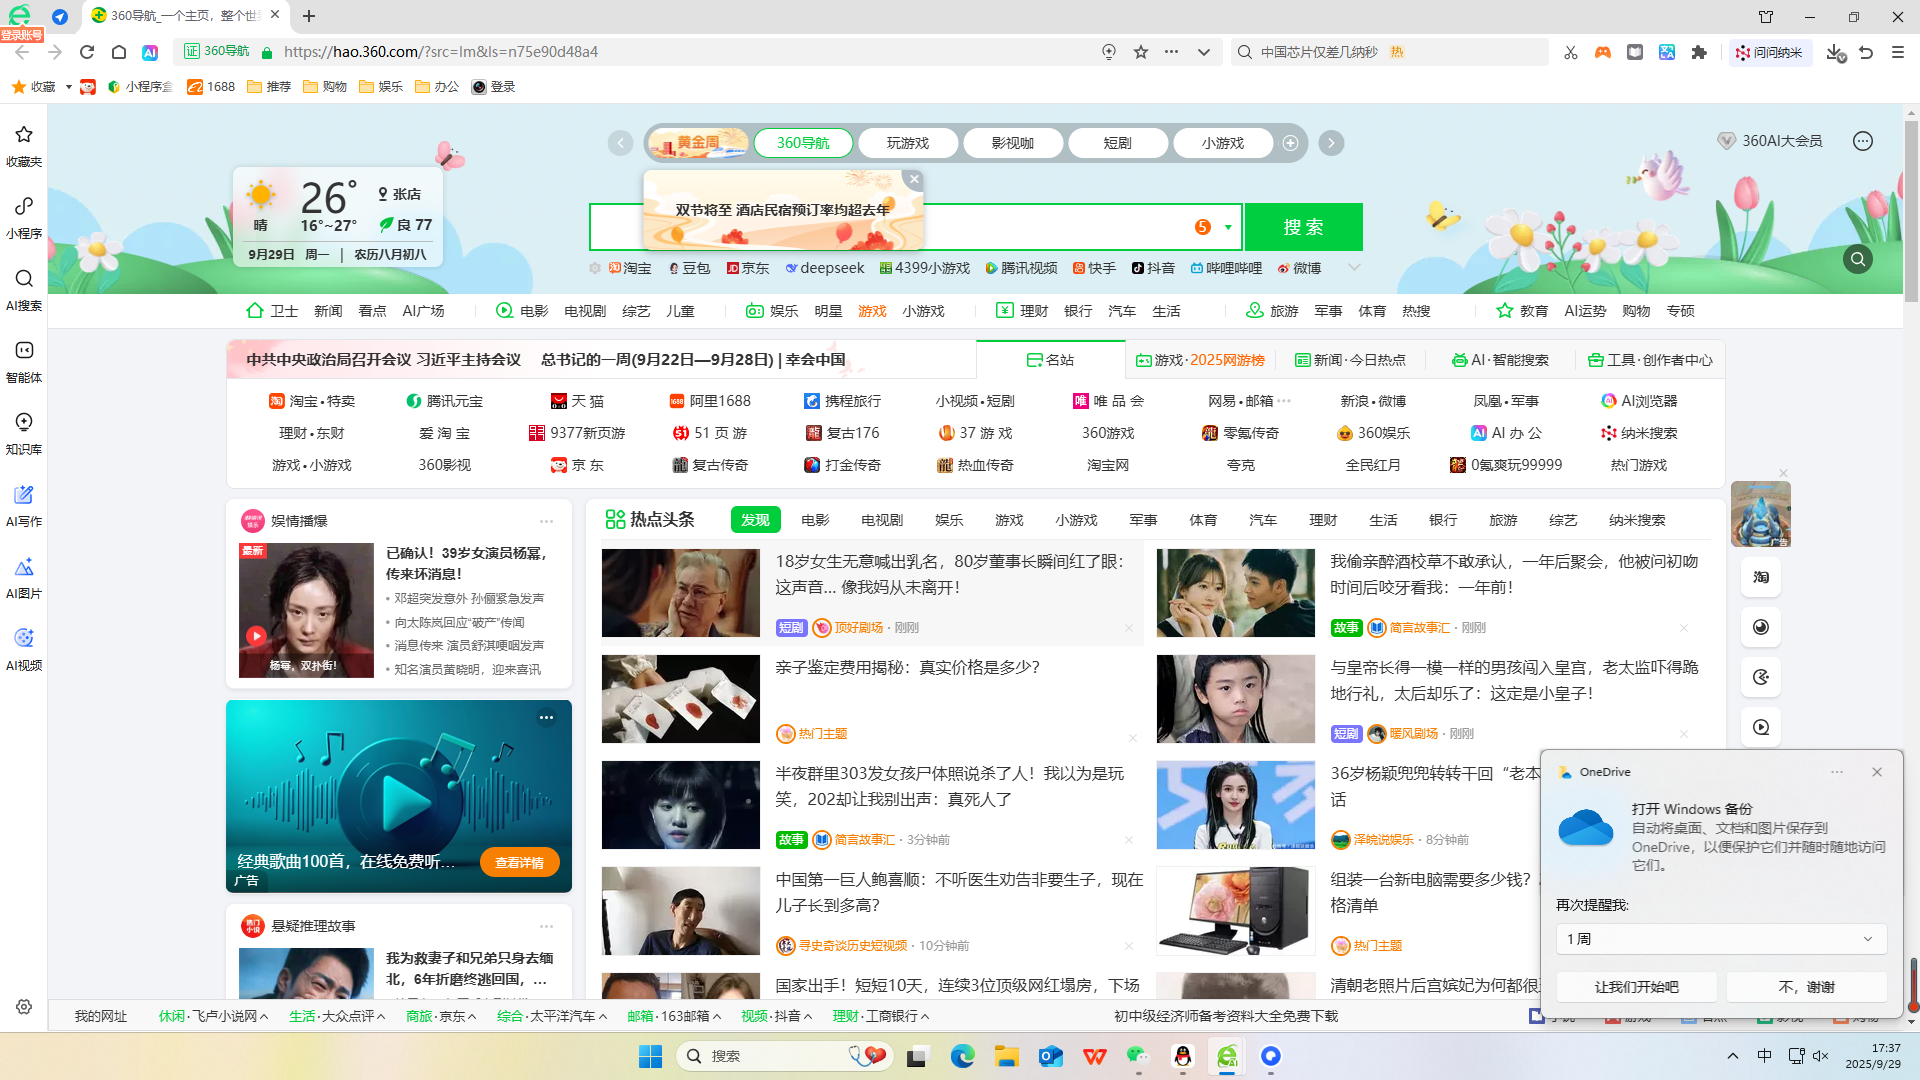 登录账号
360导航_一个主页，整个世界
证 360导航 https://hao.360.com/?src=lm&ls=n75e90d48a4
中国芯片仅差几纳秒 热
问问纳米
收藏 小程序盒 1688 推荐 购物 娱乐 办公 登录
收藏夹
小程序
AI搜索
智能体
知识库
AI写作
AI图片
AI视频
黄金周 360导航 玩游戏 影视咖 短剧 小游戏
360AI大会员
26° 张店
晴 16°~27° 良 77
9月29日 周一 | 农历八月初八
双节将至 酒店民宿预订率均超去年
5 搜索
淘宝 豆包 京东 deepseek 4399小游戏 腾讯视频 快手 抖音 哔哩哔哩 微博
卫士 新闻 看点 AI广场 电影 电视剧 综艺 儿童 娱乐 明星 游戏 小游戏 理财 银行 汽车 生活 旅游 军事 体育 热搜 教育 AI运势 购物 专硕
中共中央政治局召开会议 习近平主持会议 总书记的一周(9月22日—9月28日) | 幸会中国
名站 游戏·2025网游榜 新闻·今日热点 AI·智能搜索 工具·创作者中心
淘宝•特卖 腾讯元宝 天 猫 阿里1688 携程旅行 小视频•短剧 唯 品 会 网易•邮箱 新浪•微博 凤凰•军事 AI浏览器
理财•东财 爱 淘 宝 9377新页游 51 页 游 复古176 37 游 戏 360游戏 零氪传奇 360娱乐 AI 办 公 纳米搜索
游戏•小游戏 360影视 京 东 复古传奇 打金传奇 热血传奇 淘宝网 夸克 全民红月 0氪爽玩99999 热门游戏
娱情播爆
最新
杨幂，双扑街！
已确认！39岁女演员杨幂，传来坏消息！
• 邓超突发意外 孙俪紧急发声
• 向太陈岚回应“破产”传闻
• 消息传来 演员舒淇哽咽发声
• 知名演员黄晓明，迎来喜讯
经典歌曲100首，在线免费听...
查看详情
广告
悬疑推理故事
我为救妻子和兄弟只身去缅北，6年折磨终逃回国，...
热点头条 发现 电影 电视剧 娱乐 游戏 小游戏 军事 体育 汽车 理财 生活 银行 旅游 综艺 纳米搜索
18岁女生无意喊出乳名，80岁董事长瞬间红了眼：
这声音... 像我妈从未离开！
短剧 顶好剧场 · 刚刚
我偷亲醉酒校草不敢承认，一年后聚会，他被问初吻
时间后咬牙看我：一年前！
故事 简言故事汇 · 刚刚
亲子鉴定费用揭秘：真实价格是多少？
热门主题
与皇帝长得一模一样的男孩闯入皇宫，老太监吓得跪
地行礼，太后却乐了：这定是小皇子！
短剧 暖风剧场 · 刚刚
半夜群里303发女孩尸体照说杀了人！我以为是玩
笑，202却让我别出声：真死人了
故事 简言故事汇 · 3分钟前
36岁杨颖兜兜转转干回“老本
话
泽皖说娱乐 · 8分钟前
中国第一巨人鲍喜顺：不听医生劝告非要生子，现在
儿子长到多高？
寻史奇谈历史短视频 · 10分钟前
组装一台新电脑需要多少钱？
格清单
热门主题
国家出手！短短10天，连续3位顶级网红塌房，下场
清朝老照片后宫嫔妃为何都很
广告
淘
OneDrive
打开 Windows 备份
自动将桌面、文档和图片保存到
OneDrive，以便保护它们并随时随地访问
它们。
再次提醒我:
1 周
让我们开始吧 不，谢谢
我的网址 休闲·飞卢小说网 生活·大众点评 商旅·京东 综合·太平洋汽车 邮箱·163邮箱 视频·抖音 理财·工商银行 初中级经济师备考资料大全免费下载
搜索
中
17:37
2025/9/29